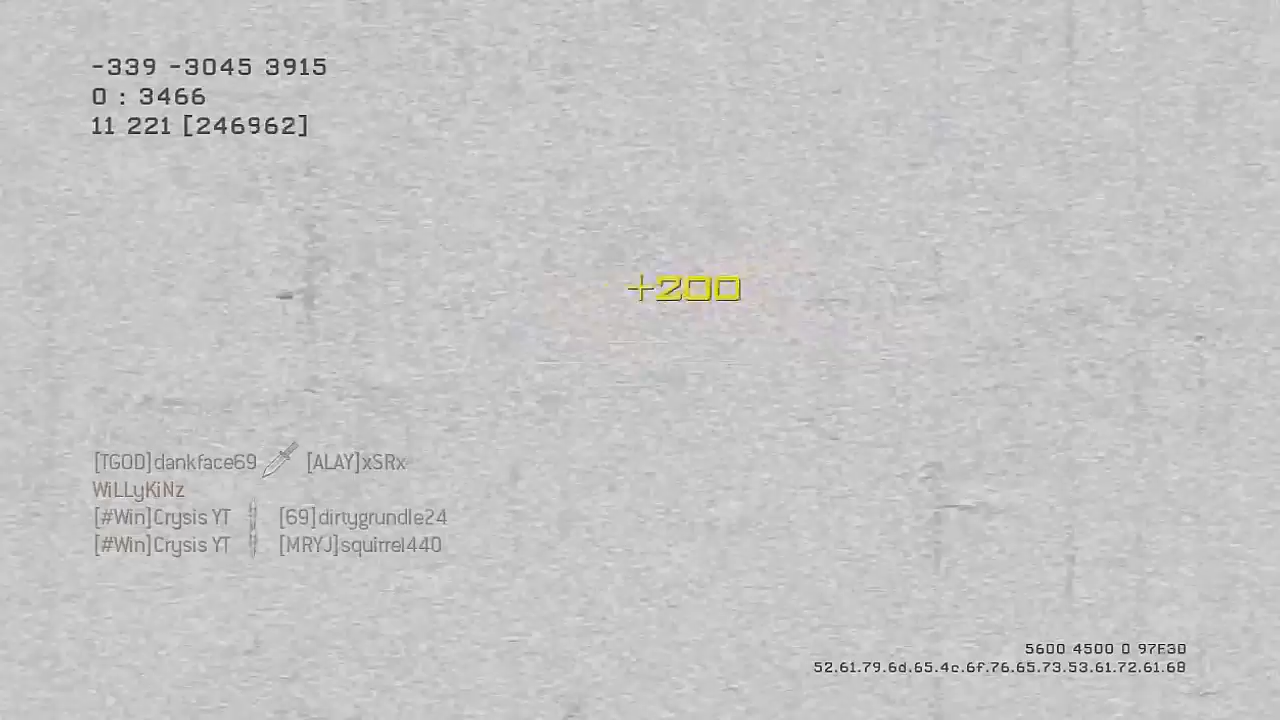 -339 -3045 3915
0 : 3466
11 221 [246962]
+200
[TGOD]dankface69 [ALAY]xSRx
WiLLyKiNz
[#Win]Crysis YT [69]dirtygrundle24
[#Win]Crysis YT [MRYJ]squirrel440
5600 4500 0 97E30
52.61.79.6d.65.4c.6f.76.65.73.53.61.72.61.68